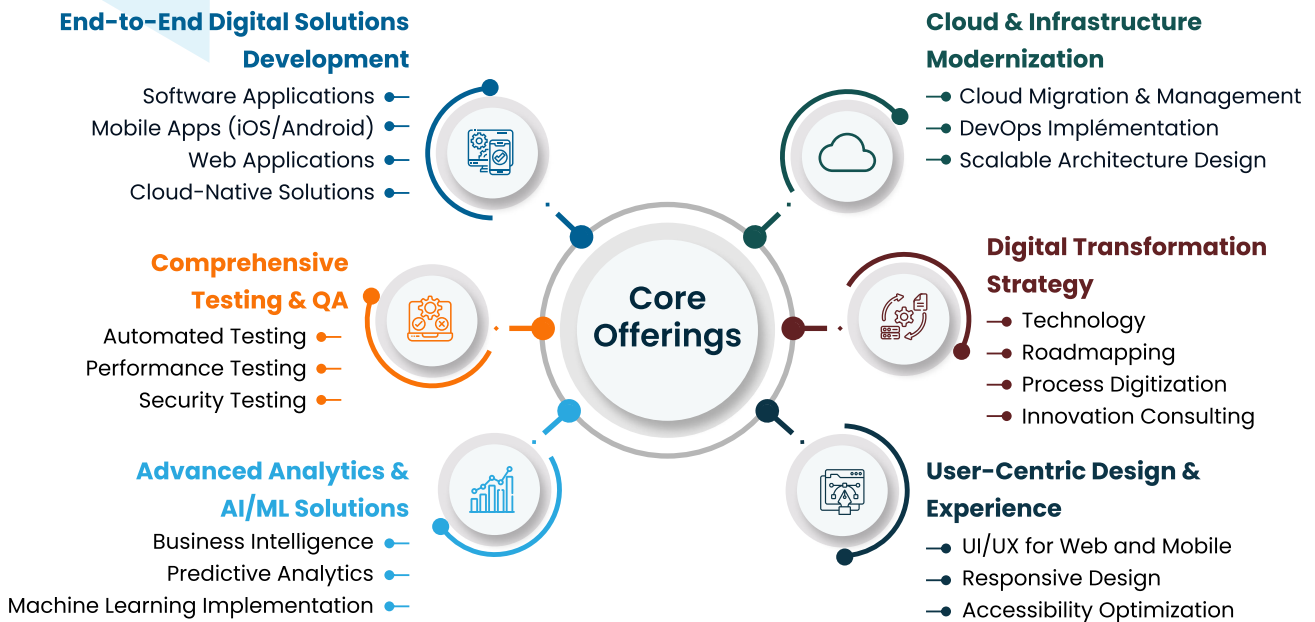 End-to-End Digital Solutions
Development
Software Applications
Mobile Apps (iOS/Android)
Web Applications
Cloud-Native Solutions
Comprehensive
Testing & QA
Automated Testing
Performance Testing
Security Testing
Advanced Analytics &
AI/ML Solutions
Business Intelligence
Predictive Analytics
Machine Learning Implementation
Core
Offerings
Cloud & Infrastructure
Modernization
Cloud Migration & Management
DevOps Implémentation
Scalable Architecture Design
Digital Transformation
Strategy
Technology
Roadmapping
Process Digitization
Innovation Consulting
User-Centric Design &
Experience
UI/UX for Web and Mobile
Responsive Design
Accessibility Optimization